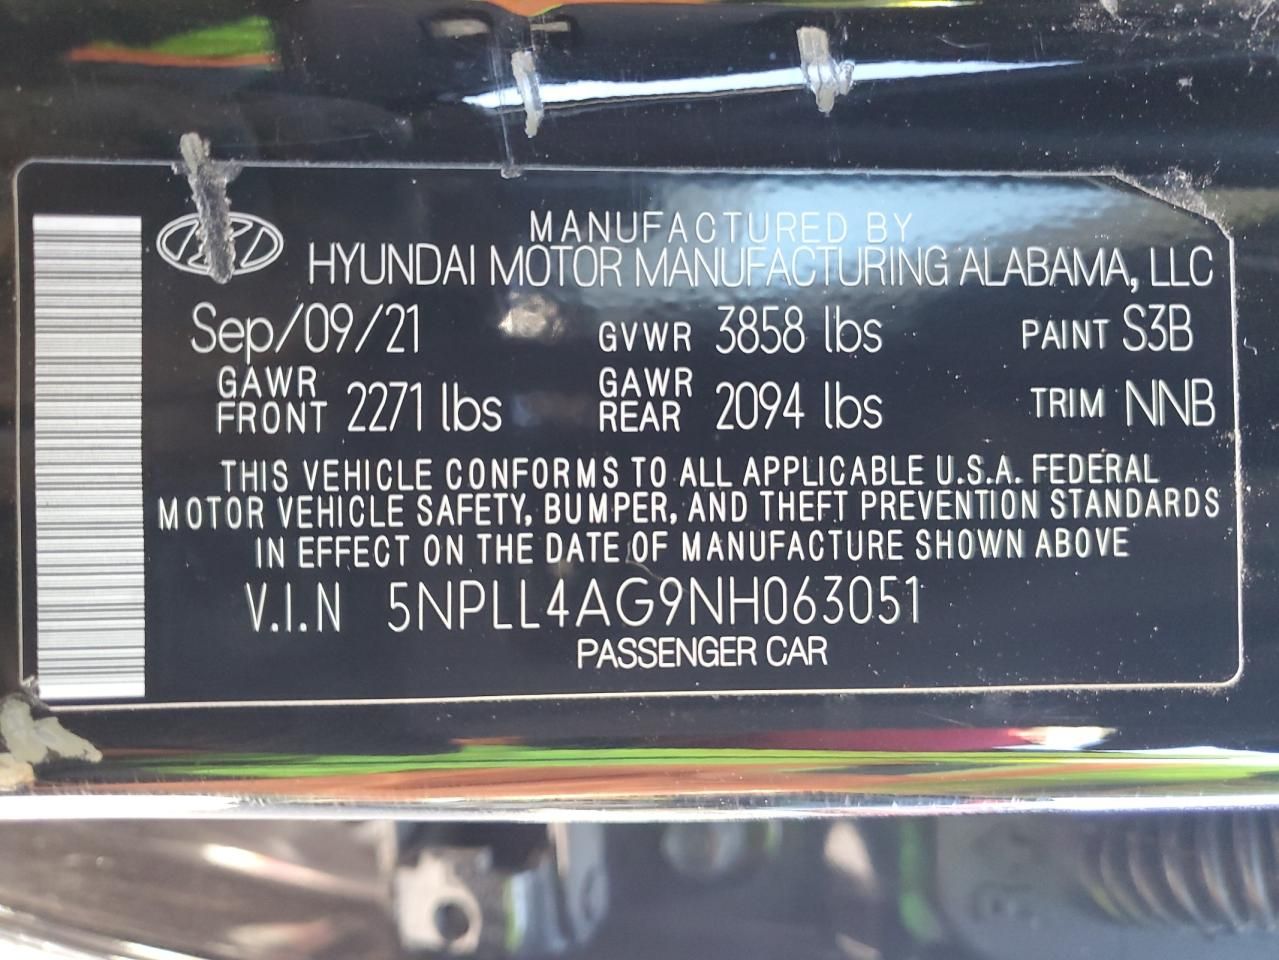 MANUFACTURED BY
HYUNDAI MOTOR MANUFACTURING ALABAMA, LLC
Sep/09/21 GVWR 3858 lbs PAINT S3B
GAWR FRONT 2271 lbs GAWR REAR 2094 lbs TRIM NNB
THIS VEHICLE CONFORMS TO ALL APPLICABLE U.S.A. FEDERAL
MOTOR VEHICLE SAFETY, BUMPER, AND THEFT PREVENTION STANDARDS
IN EFFECT ON THE DATE OF MANUFACTURE SHOWN ABOVE
V.I.N 5NPLL4AG9NH063051
PASSENGER CAR